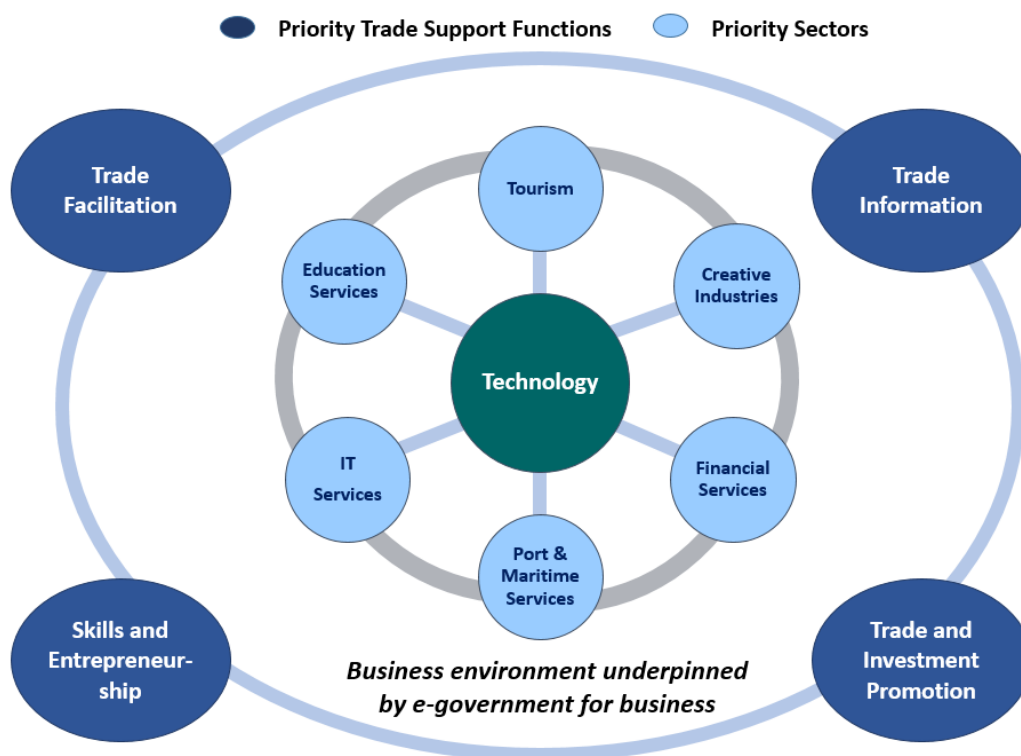 Priority Trade Support Functions
Priority Sectors
Trade
Facilitation
Trade
Information
Tourism
Education
Services
Creative
Industries
Technology
IT
Services
Financial
Services
Port &
Maritime
Services
Skills and
Entrepreneur-
ship
Trade and
Investment
Promotion
Business environment underpinned
by e-government for business